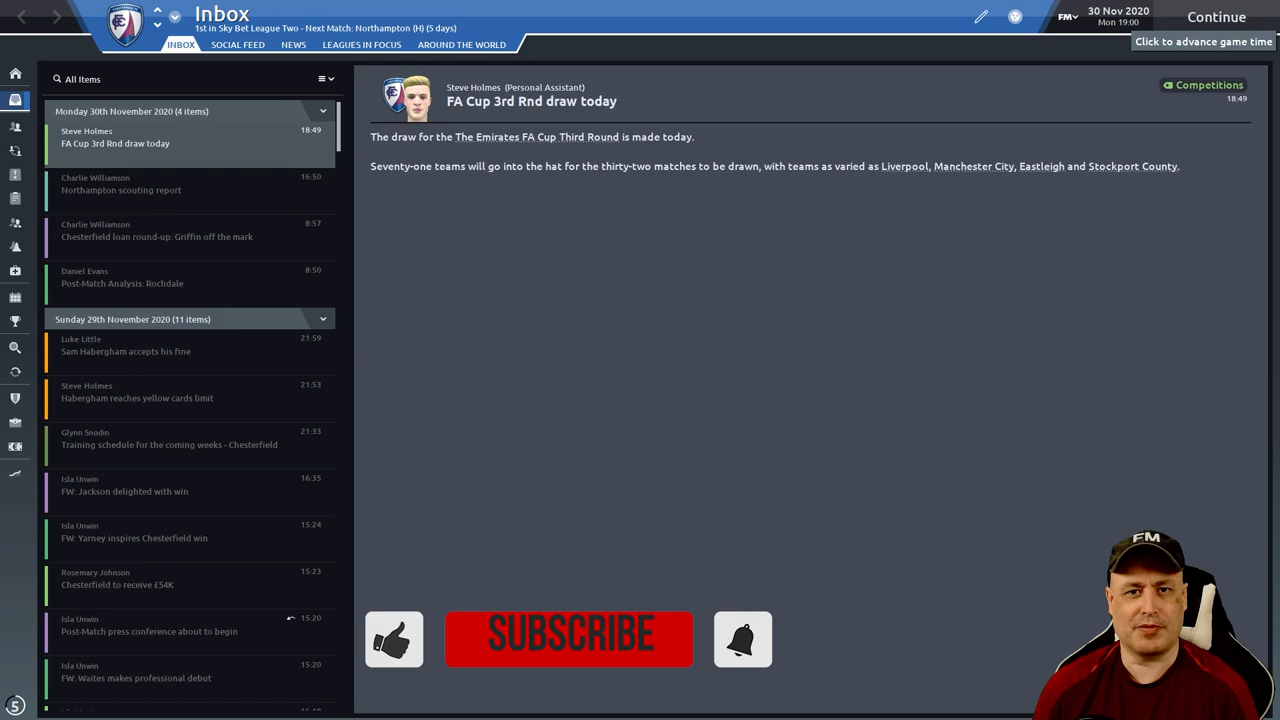 Inbox
1st in Sky Bet League Two - Next Match: Northampton (H) (5 days)
INBOX SOCIAL FEED NEWS LEAGUES IN FOCUS AROUND THE WORLD
FM
30 Nov 2020
Mon 19:00
Continue
Click to advance game time
All Items
Monday 30th November 2020 (4 items)
Steve Holmes 18:49
FA Cup 3rd Rnd draw today
Charlie Williamson 16:50
Northampton scouting report
Charlie Williamson 8:57
Chesterfield loan round-up: Griffin off the mark
Daniel Evans 8:50
Post-Match Analysis: Rochdale
Sunday 29th November 2020 (11 items)
Luke Little 21:59
Sam Habergham accepts his fine
Steve Holmes 21:53
Habergham reaches yellow cards limit
Glynn Snodin 21:33
Training schedule for the coming weeks - Chesterfield
Isla Unwin 16:35
FW: Jackson delighted with win
Isla Unwin 15:24
FW: Yarney inspires Chesterfield win
Rosemary Johnson 15:23
Chesterfield to receive £54K
Isla Unwin 15:20
Post-Match press conference about to begin
Isla Unwin 15:20
FW: Waites makes professional debut
Steve Holmes (Personal Assistant)
FA Cup 3rd Rnd draw today
Competitions
18:49
The draw for the The Emirates FA Cup Third Round is made today.
Seventy-one teams will go into the hat for the thirty-two matches to be drawn, with teams as varied as Liverpool, Manchester City, Eastleigh and Stockport County.
SUBSCRIBE
FM
5